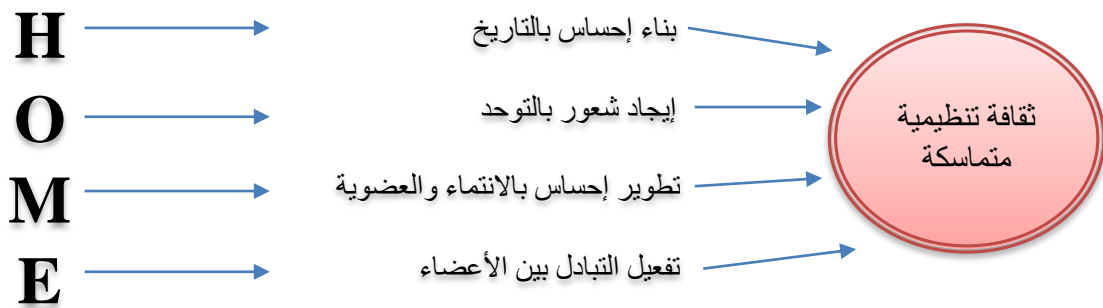 H
بناء إحساس بالتاريخ
O
إيجاد شعور بالتوحد
M
تطوير إحساس بالانتماء والعضوية
E
تفعيل التبادل بين الأعضاء
ثقافة تنظيمية
متماسكة